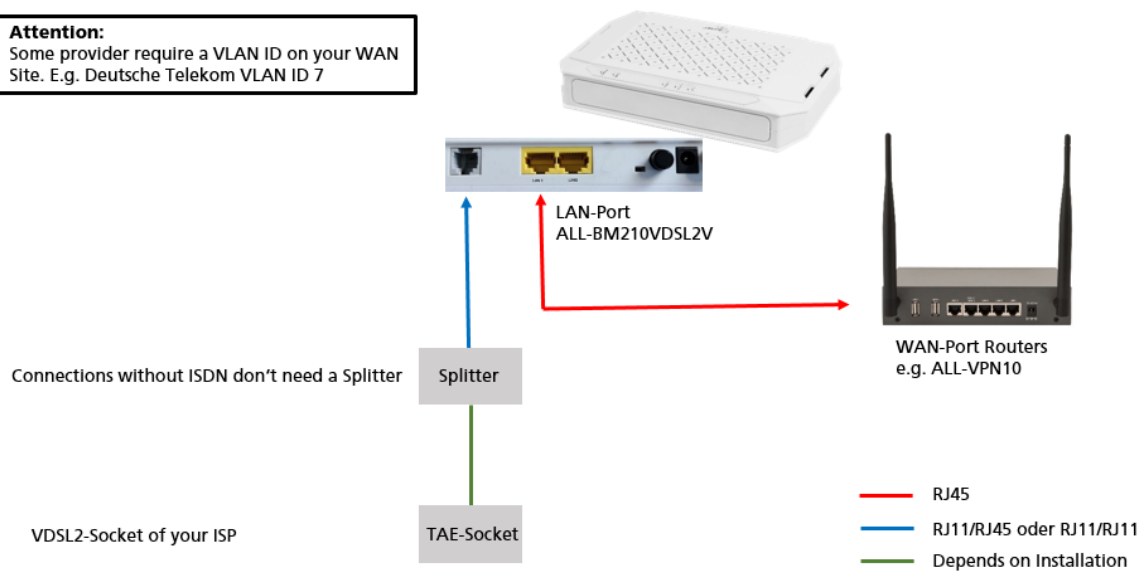 Attention:
Some provider require a VLAN ID on your WAN
Site. E.g. Deutsche Telekom VLAN ID 7
LAN-Port
ALL-BM210VDSL2V
WAN-Port Routers
e.g. ALL-VPN10
Connections without ISDN don't need a Splitter
Splitter
VDSL2-Socket of your ISP
TAE-Socket
RJ45
RJ11/RJ45 oder RJ11/RJ11
Depends on Installation